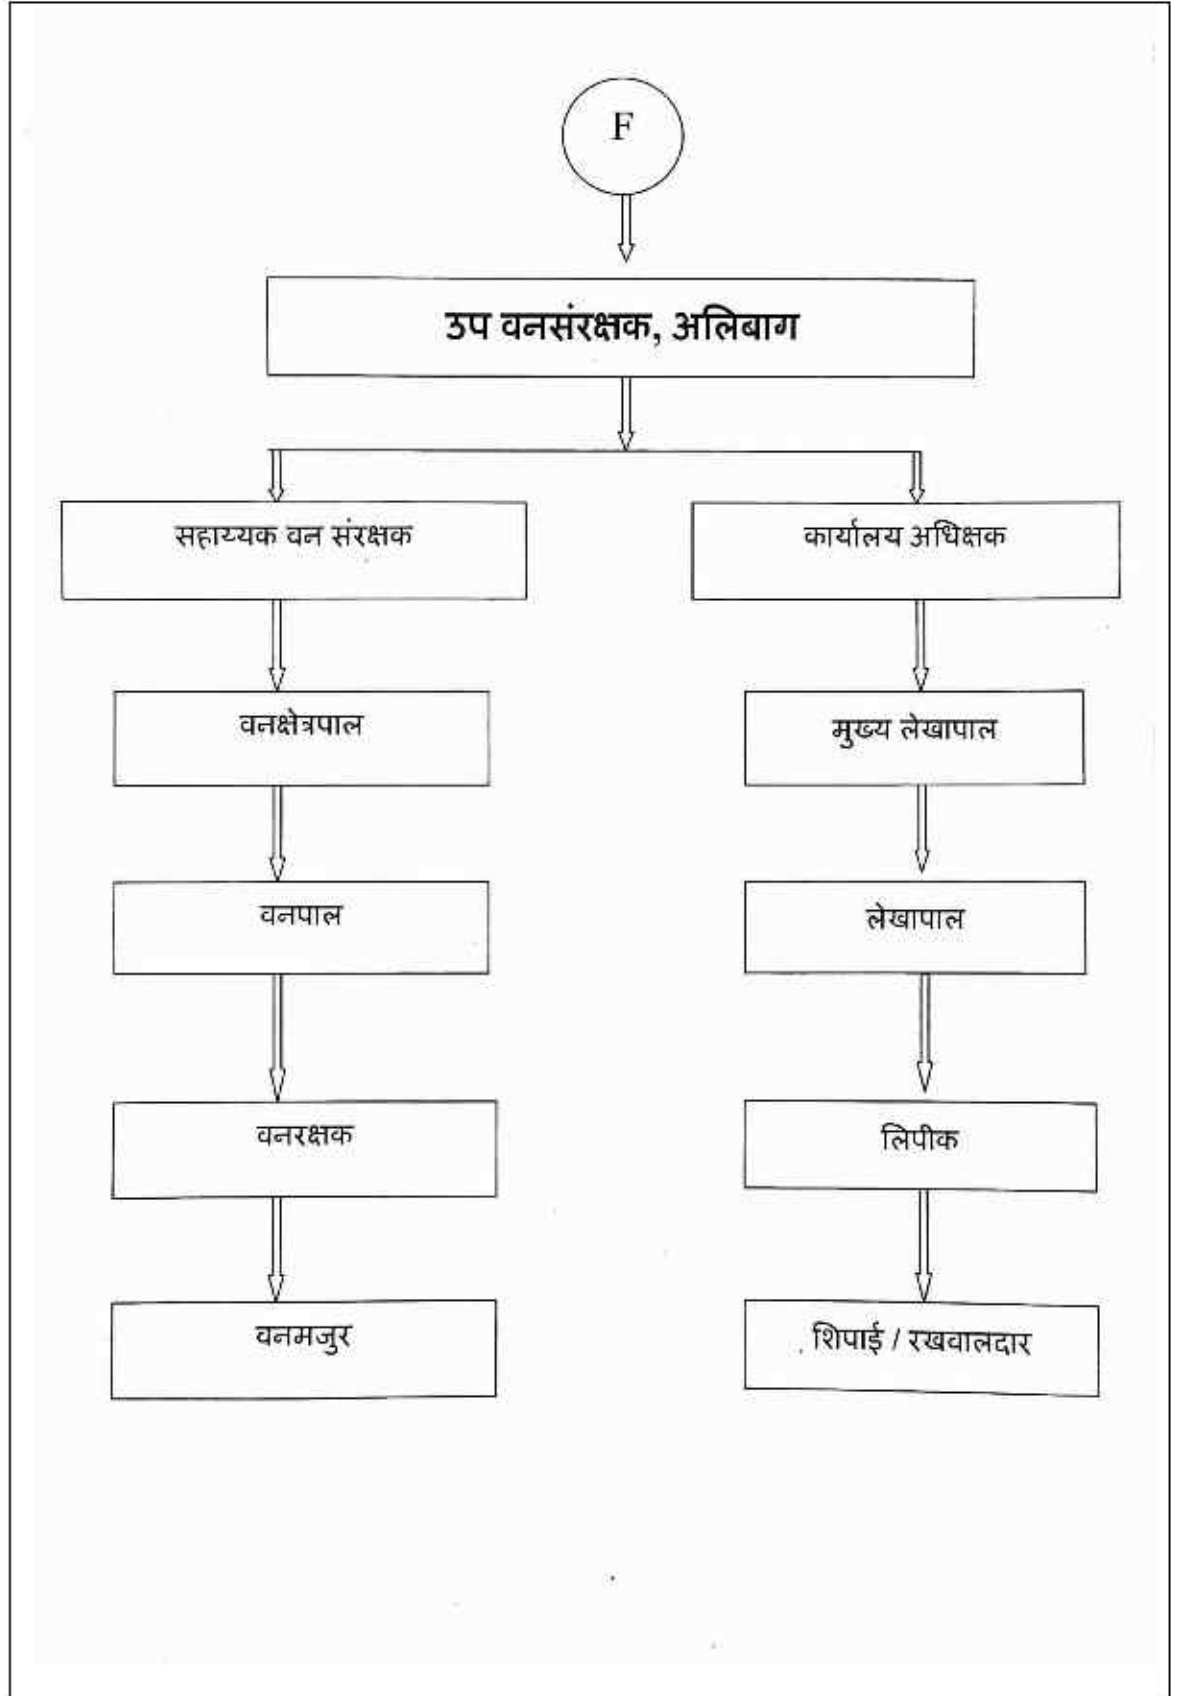 F
उप वनसंरक्षक, अलिबाग
सहाय्यक वन संरक्षक
कार्यालय अधिक्षक
वनक्षेत्रपाल
मुख्य लेखापाल
वनपाल
लेखापाल
वनरक्षक
लिपीक
वनमजुर
शिपाई / रखवालदार